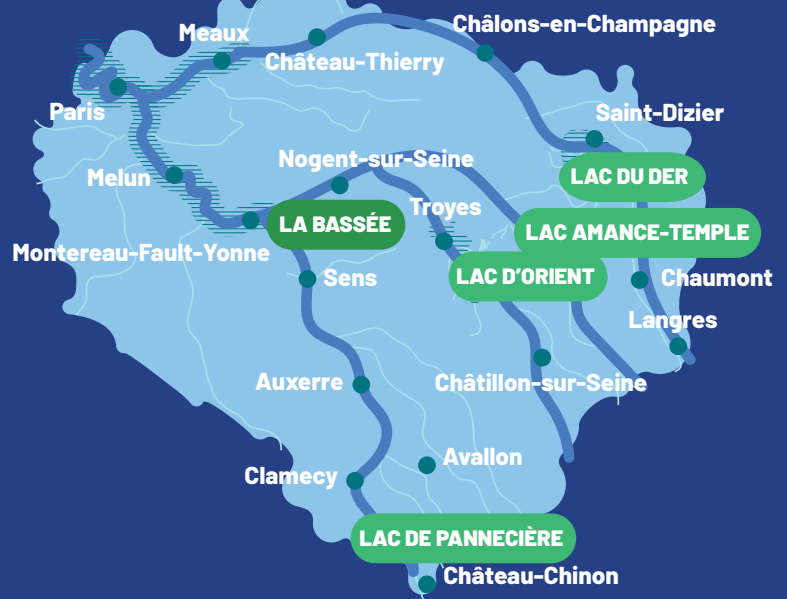 Châlons-en-Champagne
Meaux
Château-Thierry
Paris
Saint-Dizier
Nogent-sur-Seine
Melun
LAC DU DER
Troyes
LA BASSÉE
LAC AMANCE-TEMPLE
Montereau-Fault-Yonne
LAC D'ORIENT
Sens
Chaumont
Langres
Auxerre
Châtillon-sur-Seine
Avallon
Clamecy
LAC DE PANNECIÈRE
Château-Chinon